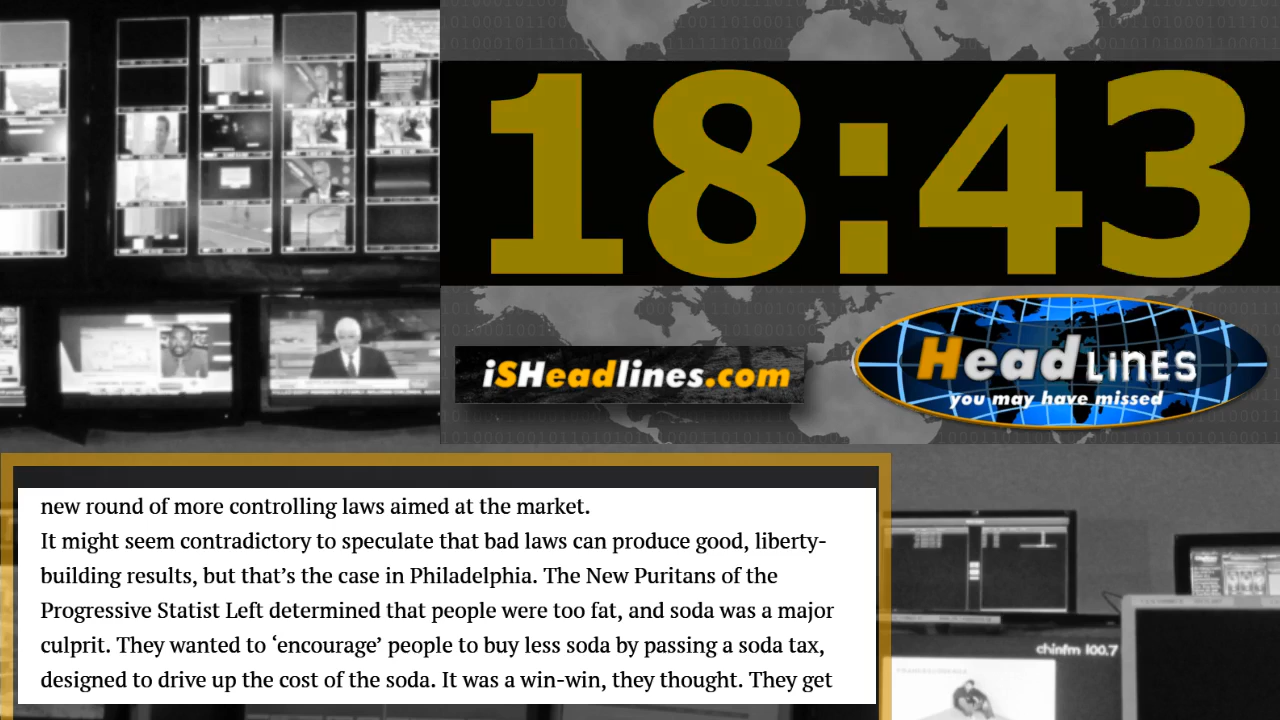 18:43
iSHeadlines.com
HeadLINES
you may have missed
new round of more controlling laws aimed at the market.
It might seem contradictory to speculate that bad laws can produce good, liberty-
building results, but that’s the case in Philadelphia. The New Puritans of the
Progressive Statist Left determined that people were too fat, and soda was a major
culprit. They wanted to ‘encourage’ people to buy less soda by passing a soda tax,
designed to drive up the cost of the soda. It was a win-win, they thought. They get
chinfm 100.7